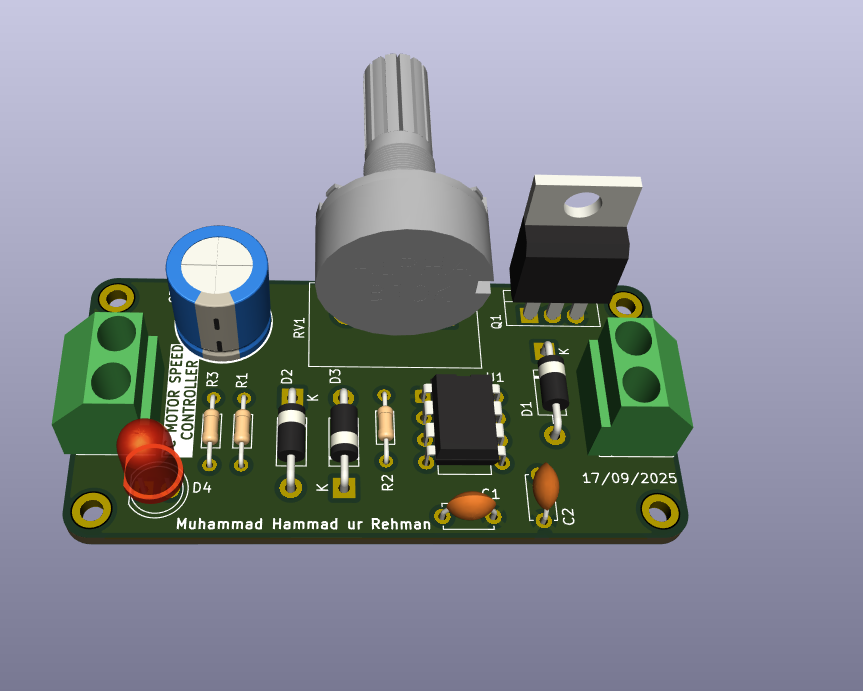 RV1
Q1
K
MOTOR SPEED
CONTROLLER
R3
R1
D2
K
D3
D1
D4
K
R2
17/09/2025
C2
Muhammad Hammad ur Rehman